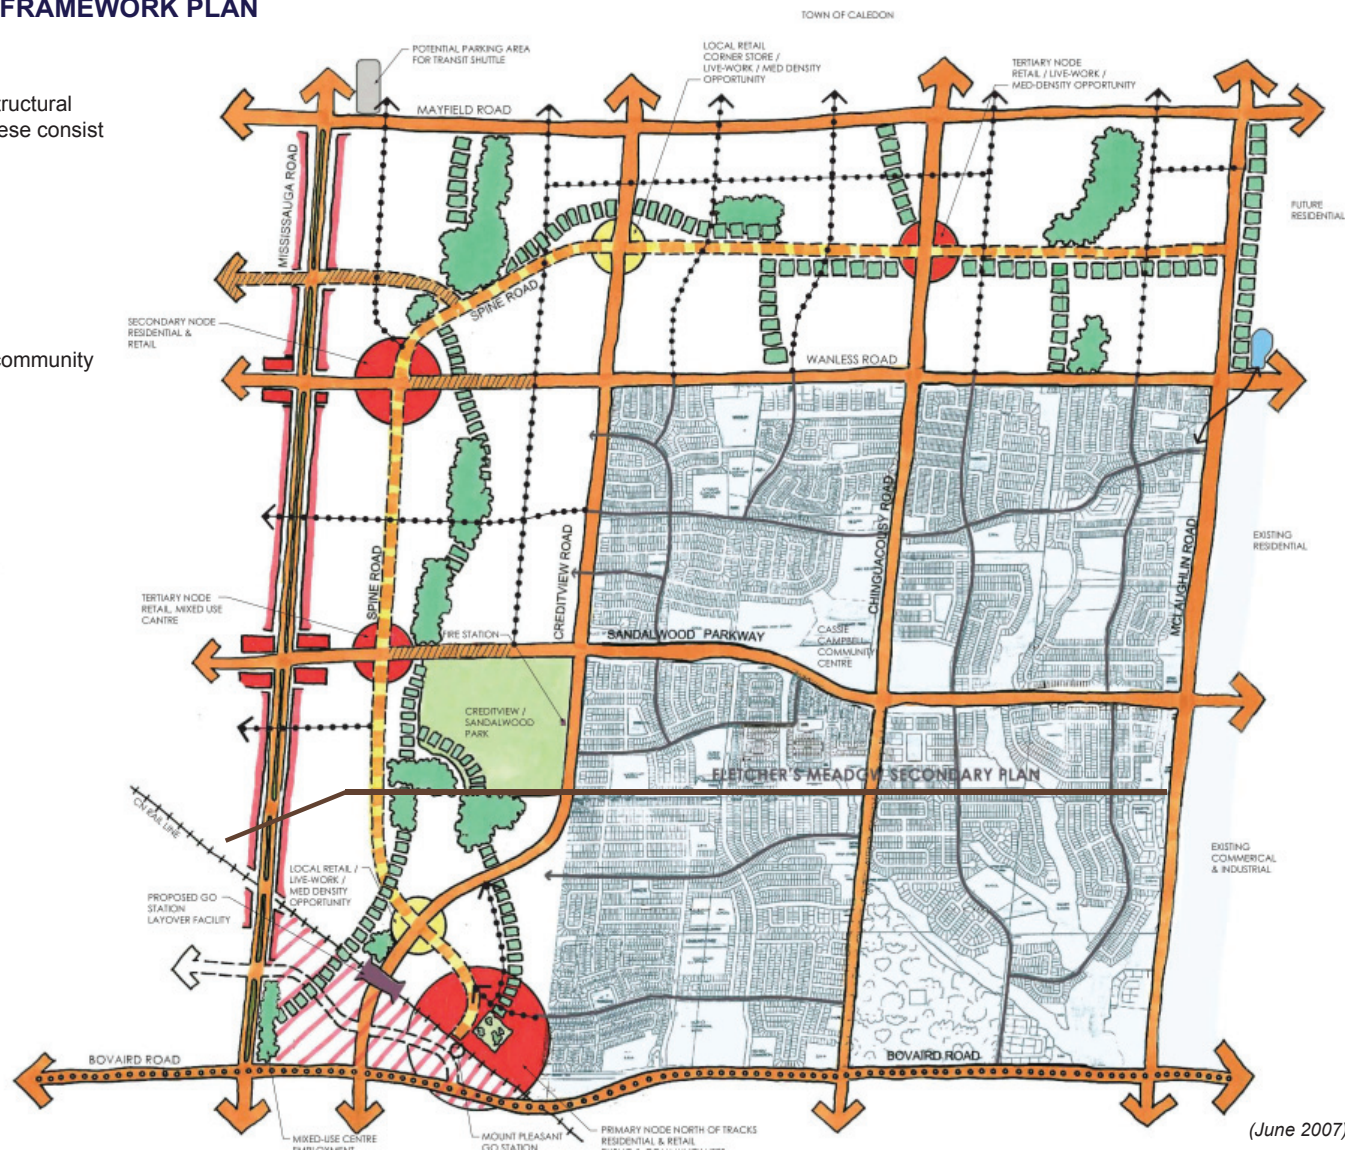 FRAMEWORK PLAN
TOWN OF CALEDON
tructural
ese consist
community
POTENTIAL PARKING AREA
FOR TRANSIT SHUTTLE
LOCAL RETAIL
CORNER STORE /
LIVE-WORK / MED DENSITY
OPPORTUNITY
TERTIARY NODE
RETAIL / LIVE-WORK /
MED-DENSITY OPPORTUNITY
MAYFIELD ROAD
MISSISSAUGA ROAD
FUTURE
RESIDENTIAL
SPINE ROAD
SECONDARY NODE
RESIDENTIAL &
RETAIL
WANLESS ROAD
CHINGUACOUSY ROAD
CREDITVIEW ROAD
MCLAUGHLIN ROAD
EXISTING
RESIDENTIAL
SPINE ROAD
TERTIARY NODE
RETAIL, MIXED USE
CANTRE
FIRE STATION
SANDALWOOD PARKWAY
CASSIE
CAMPBELL
COMMUNITY
CENTRE
CREDITVIEW /
SANDALWOOD
PARK
FLETCHER'S MEADOW SECONDARY PLAN
CN RAIL LINE
LOCAL RETAIL /
LIVE-WORK /
MED DENSITY
OPPORTUNITY
EXISTING
COMMERICAL
& INDUSTRIAL
PROPOSED GO
STATION
LAYOVER FACILITY
BOVAIRD ROAD
BOVAIRD ROAD
MIXED-USE CENTRE
EMPLOYMENT
MOUNT PLEASANT
GO STATION
PRIMARY NODE NORTH OF TRACKS
RESIDENTIAL & RETAIL
(June 2007)